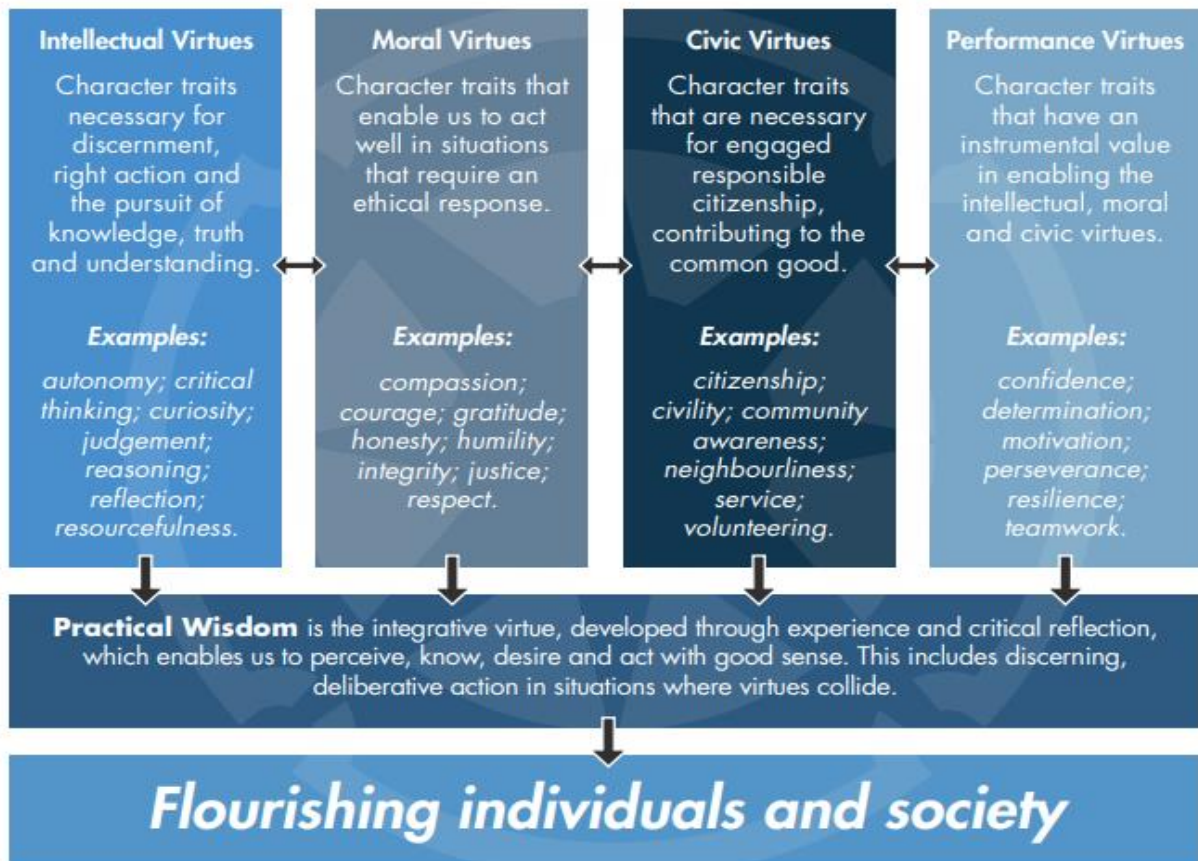 Intellectual Virtues
Character traits
necessary for
discernment,
right action and
the pursuit of
knowledge, truth
and understanding.
Examples:
autonomy; critical
thinking; curiosity;
judgement;
reasoning;
reflection;
resourcefulness.
Moral Virtues
Character traits that
enable us to act
well in situations
that require an
ethical response.
Examples:
compassion;
courage; gratitude;
honesty; humility;
integrity; justice;
respect.
Civic Virtues
Character traits
that are necessary
for engaged
responsible
citizenship,
contributing to the
common good.
Examples:
citizenship;
civility; community
awareness;
neighbourliness;
service;
volunteering.
Performance Virtues
Character traits
that have an
instrumental value
in enabling the
intellectual, moral
and civic virtues.
Examples:
confidence;
determination;
motivation;
perseverance;
resilience;
teamwork.
Practical Wisdom is the integrative virtue, developed through experience and critical reflection,
which enables us to perceive, know, desire and act with good sense. This includes discerning,
deliberative action in situations where virtues collide.
Flourishing individuals and society